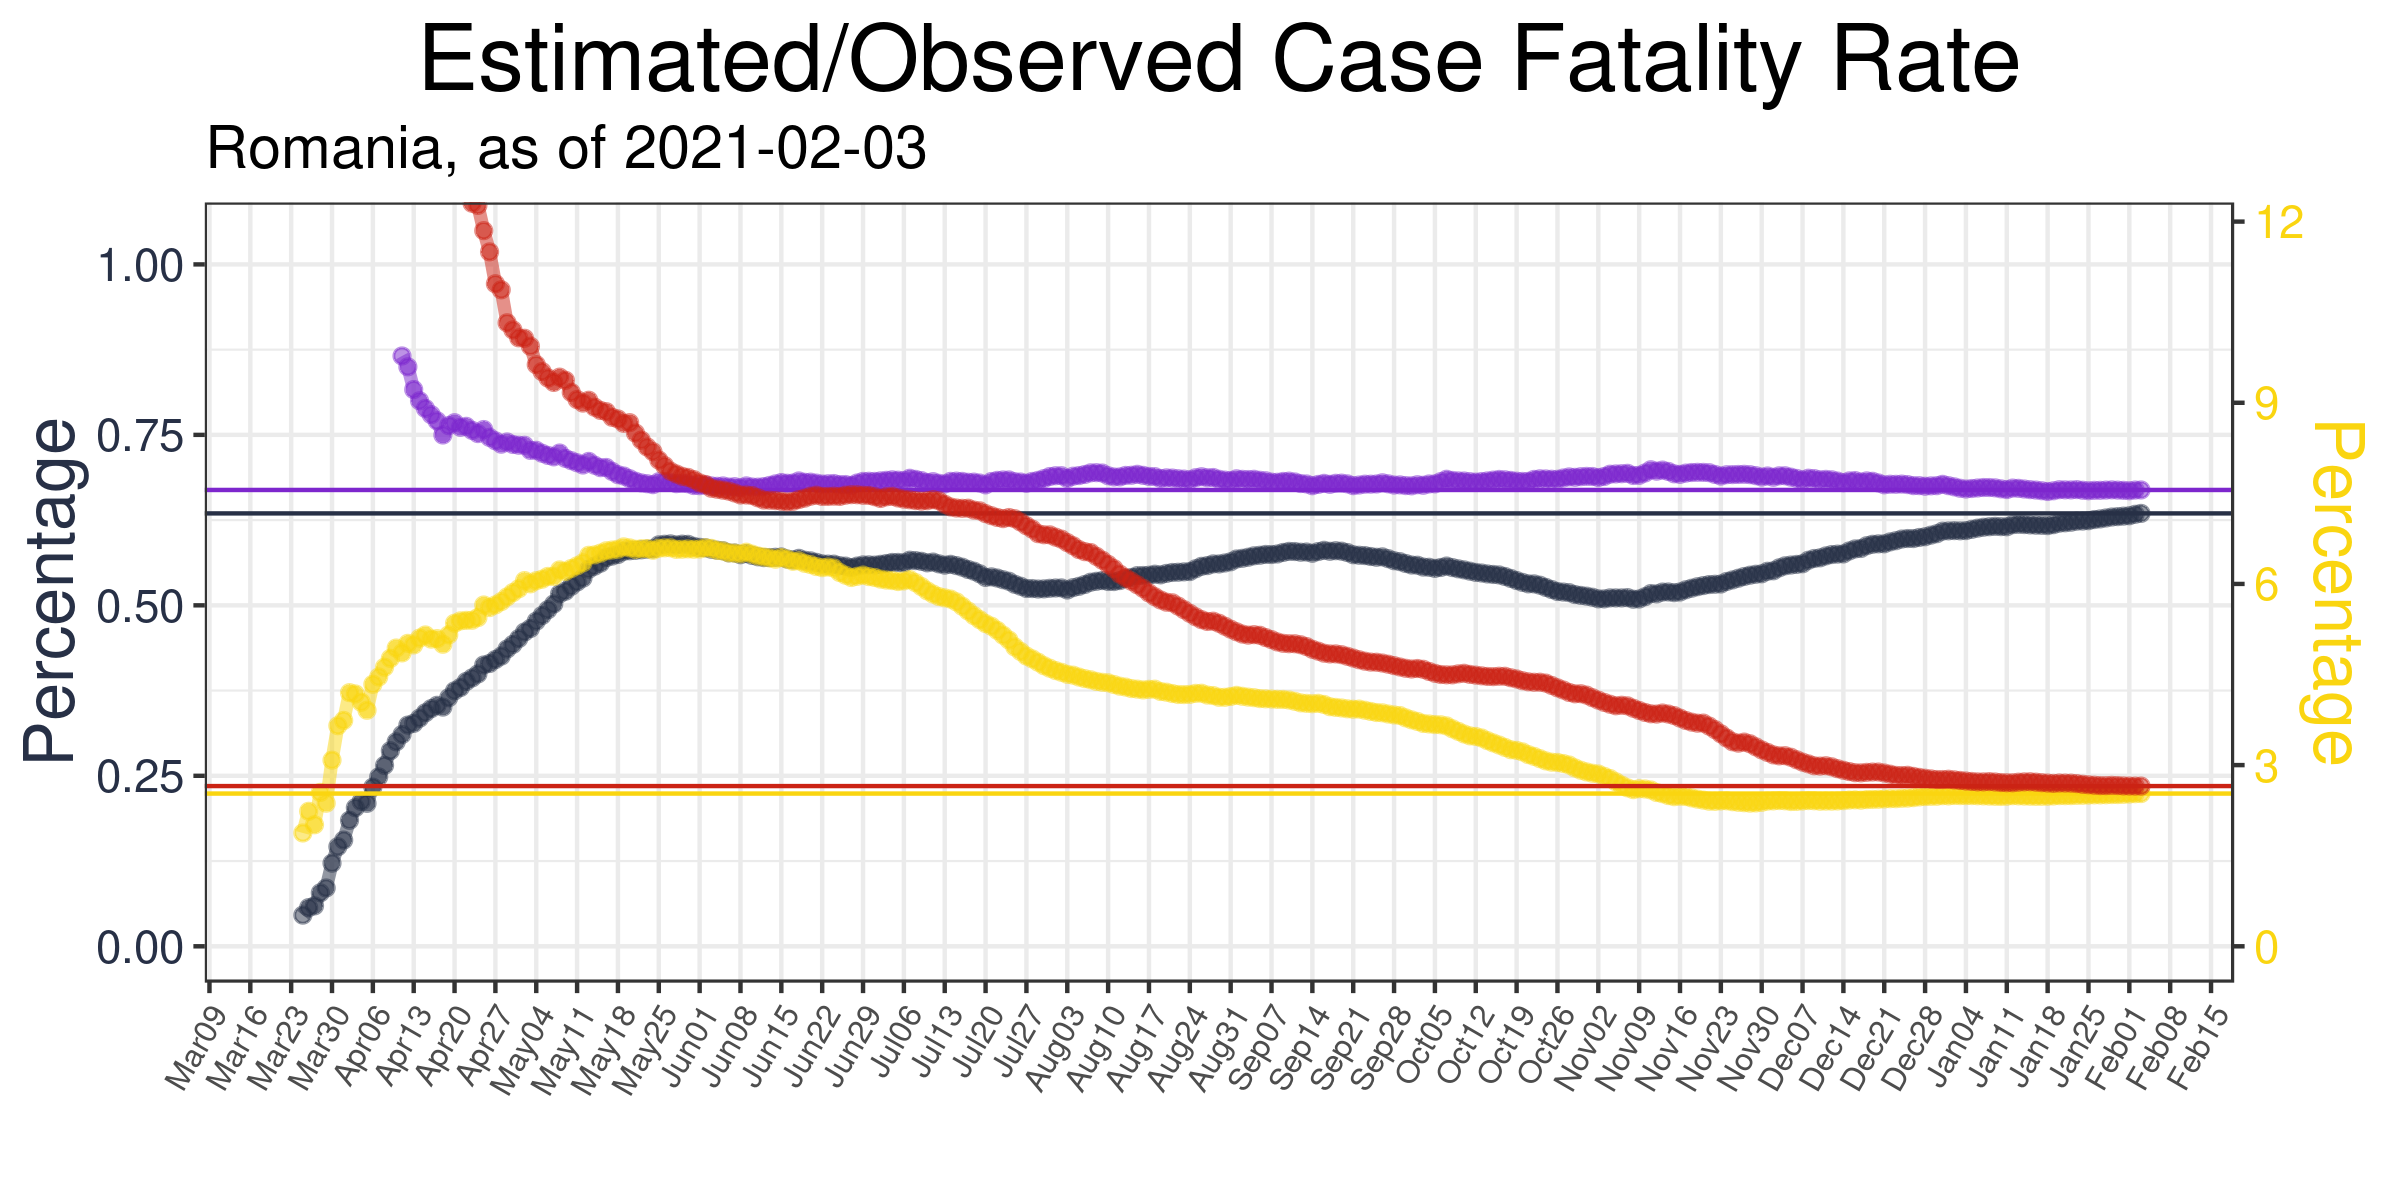 Estimated/Observed Case Fatality Rate
Romania, as of 2021-02-03
Percentage
1.00
0.75
0.50
0.25
0.00
12
9
6
3
0
Percentage
Mar09
Mar16
Mar23
Mar30
Apr06
Apr13
Apr20
Apr27
May04
May11
May18
May25
Jun01
Jun08
Jun15
Jun22
Jun29
Jul06
Jul13
Jul20
Jul27
Aug03
Aug10
Aug17
Aug24
Aug31
Sep07
Sep14
Sep21
Sep28
Oct05
Oct12
Oct19
Oct26
Nov02
Nov09
Nov16
Nov23
Nov30
Dec07
Dec14
Dec21
Dec28
Jan04
Jan11
Jan18
Jan25
Feb01
Feb08
Feb15